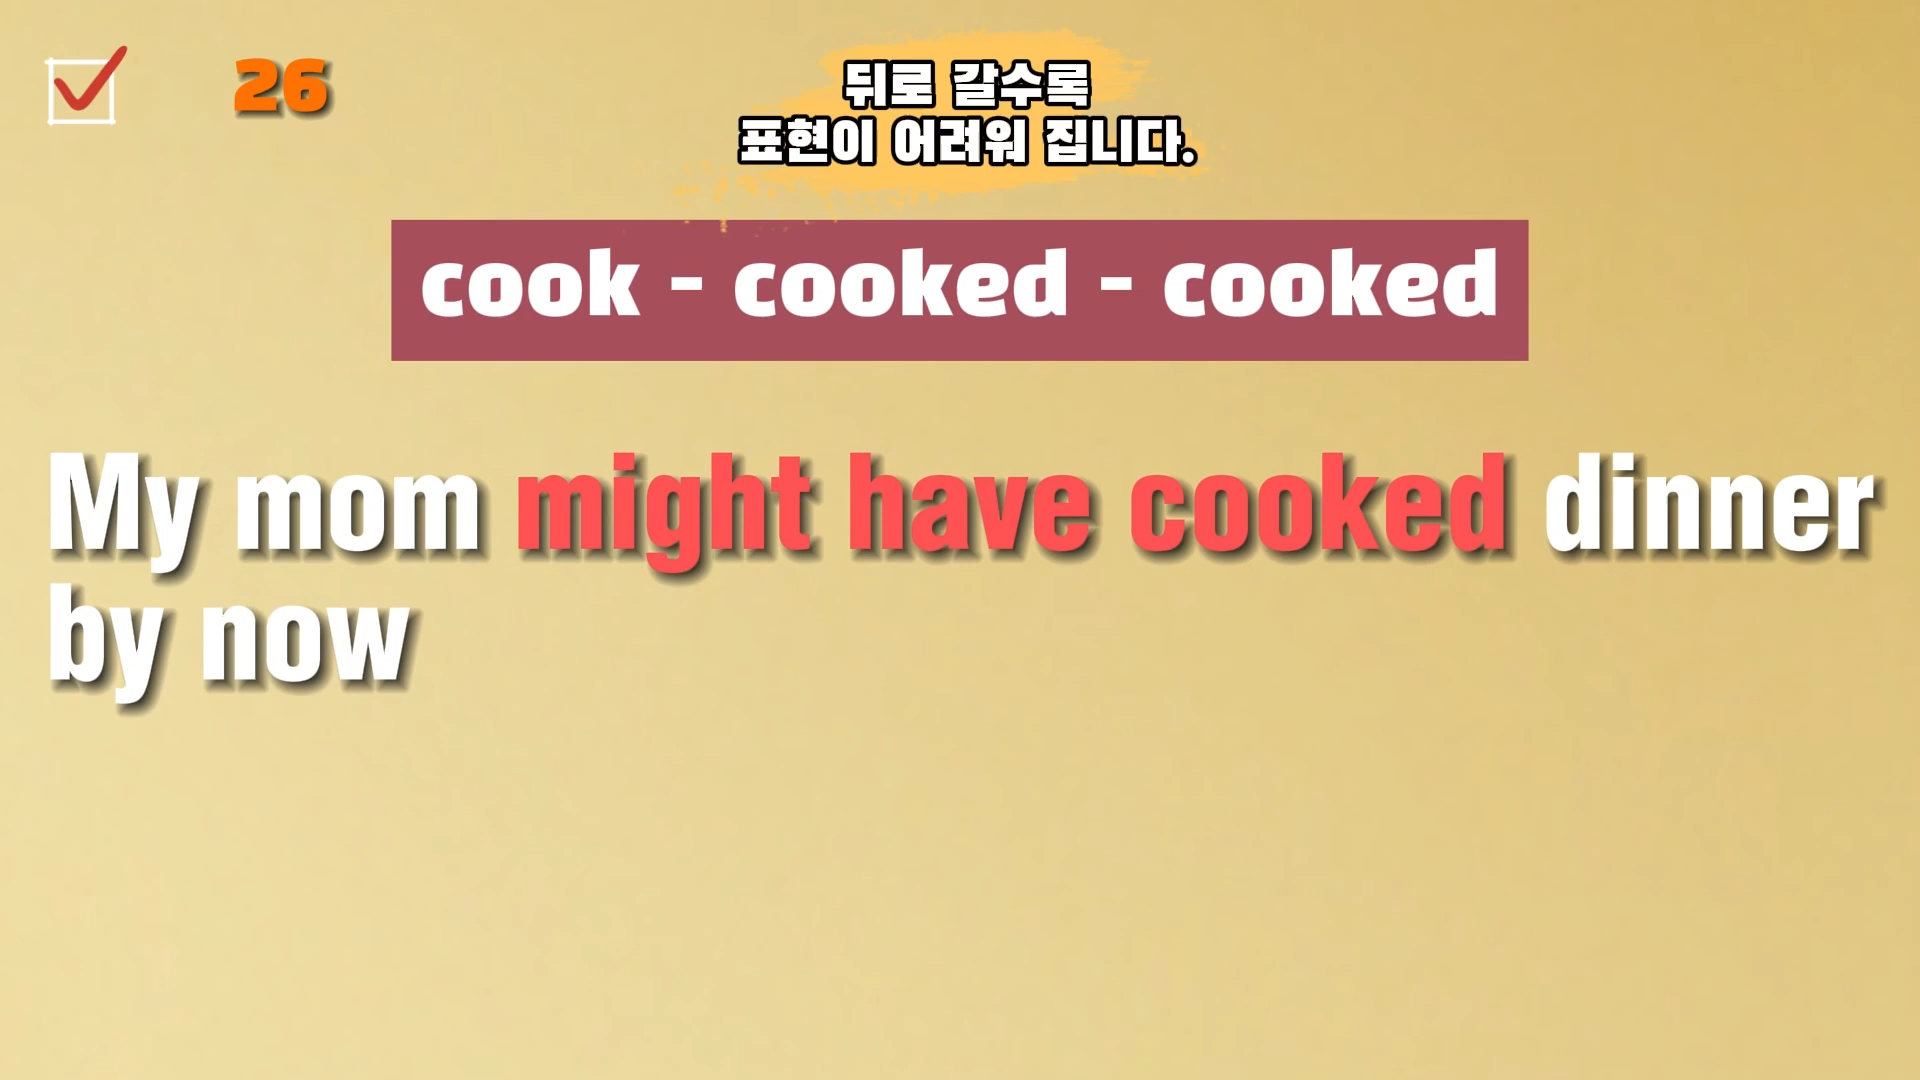 26
뒤로 갈수록
표현이 어려워 집니다.
cook - cooked - cooked
My mom might have cooked dinner
by now